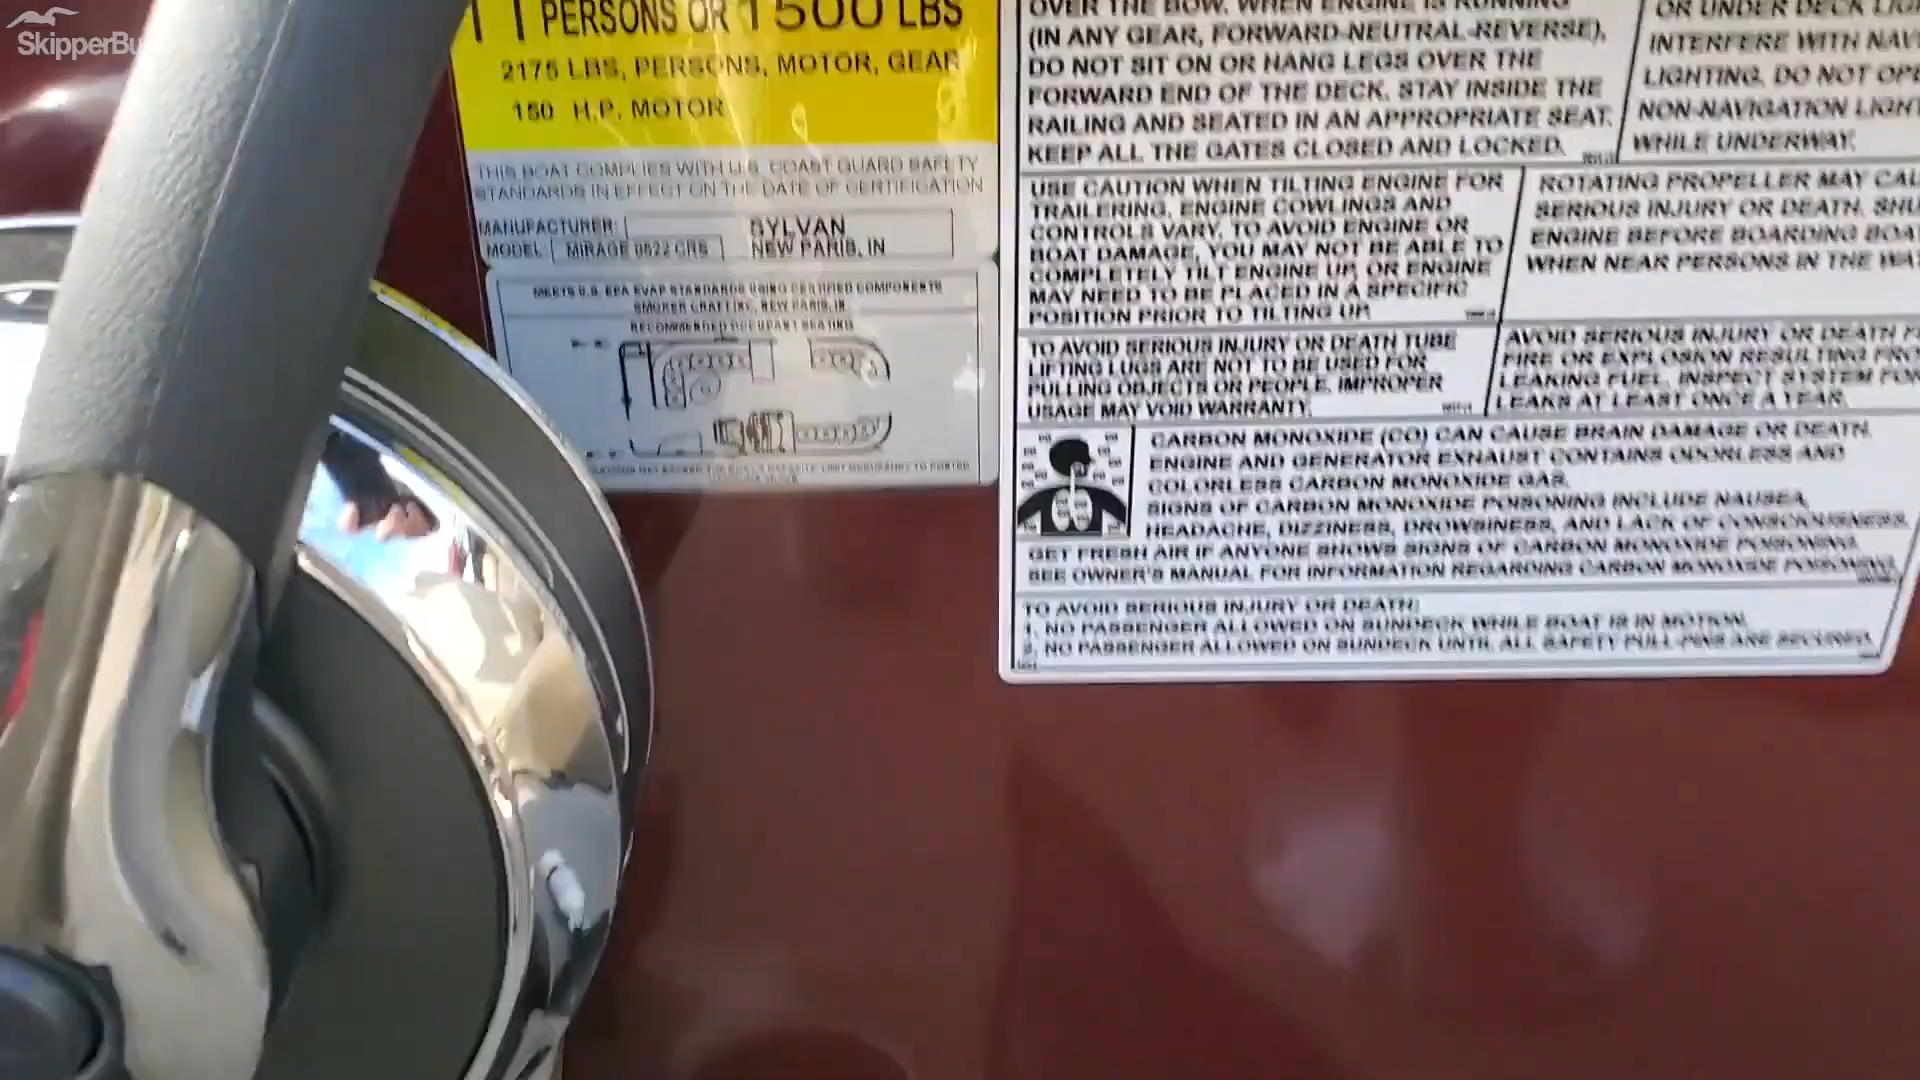 SkipperBu
11 PERSONS OR 1500 LBS
2175 LBS, PERSONS, MOTOR, GEAR
150 H.P. MOTOR
THIS BOAT COMPLIES WITH U.S. COAST GUARD SAFETY
STANDARDS IN EFFECT ON THE DATE OF CERTIFICATION
MANUFACTURER: SYLVAN
MODEL: MIRAGE 8522 CRS NEW PARIS, IN
MEETS U.S. EPA EVAP STANDARDS USING CERTIFIED COMPONENTS
SMOKER CRAFT INC, NEW PARIS, IN
RECOMMENDED OCCUPANT SEATING
OVER THE BOW. WHEN ENGINE IS RUNNING
(IN ANY GEAR, FORWARD-NEUTRAL-REVERSE),
DO NOT SIT ON OR HANG LEGS OVER THE
FORWARD END OF THE DECK. STAY INSIDE THE
RAILING AND SEATED IN AN APPROPRIATE SEAT.
KEEP ALL THE GATES CLOSED AND LOCKED.
OR UNDER DECK LIGH
INTERFERE WITH NAV
LIGHTING. DO NOT OPE
NON-NAVIGATION LIGHT
WHILE UNDERWAY.
USE CAUTION WHEN TILTING ENGINE FOR
TRAILERING, ENGINE COWLINGS AND
CONTROLS VARY, TO AVOID ENGINE OR
BOAT DAMAGE, YOU MAY NOT BE ABLE TO
COMPLETELY TILT ENGINE UP, OR ENGINE
MAY NEED TO BE PLACED IN A SPECIFIC
POSITION PRIOR TO TILTING UP.
ROTATING PROPELLER MAY CAU
SERIOUS INJURY OR DEATH. SHU
ENGINE BEFORE BOARDING BOA
WHEN NEAR PERSONS IN THE WA
TO AVOID SERIOUS INJURY OR DEATH TUBE
LIFTING LUGS ARE NOT TO BE USED FOR
PULLING OBJECTS OR PEOPLE. IMPROPER
USAGE MAY VOID WARRANTY.
AVOID SERIOUS INJURY OR DEATH F
FIRE OR EXPLOSION RESULTING FRO
LEAKING FUEL. INSPECT SYSTEM FOR
LEAKS AT LEAST ONCE A YEAR.
CARBON MONOXIDE (CO) CAN CAUSE BRAIN DAMAGE OR DEATH.
ENGINE AND GENERATOR EXHAUST CONTAINS ODORLESS AND
COLORLESS CARBON MONOXIDE GAS.
SIGNS OF CARBON MONOXIDE POISONING INCLUDE NAUSEA,
HEADACHE, DIZZINESS, DROWSINESS, AND LACK OF CONSCIOUSNESS.
GET FRESH AIR IF ANYONE SHOWS SIGNS OF CARBON MONOXIDE POISONING.
SEE OWNER'S MANUAL FOR INFORMATION REGARDING CARBON MONOXIDE POISONING.
TO AVOID SERIOUS INJURY OR DEATH:
1. NO PASSENGER ALLOWED ON SUNDECK WHILE BOAT IS IN MOTION.
2. NO PASSENGER ALLOWED ON SUNDECK UNTIL ALL SAFETY PULL-PINS ARE SECURED.